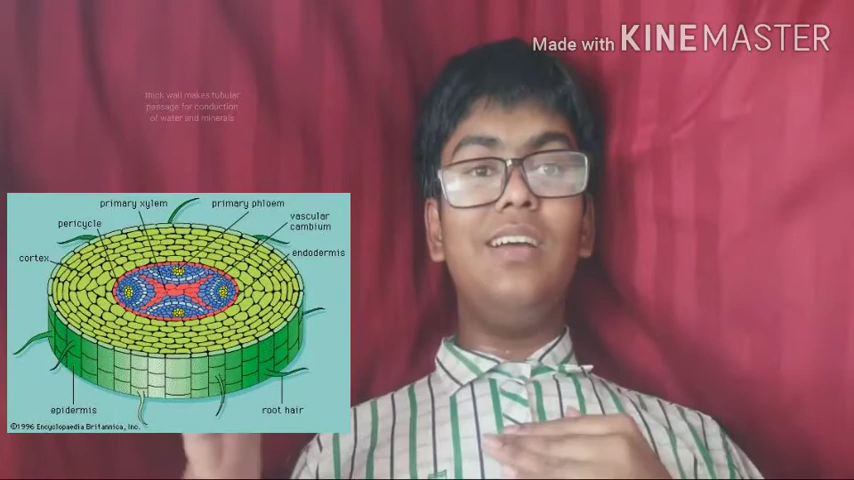 Made with KINEMASTER
thick wall makes tubular
passage for conduction
of water and minerals
primary xylem
primary phloem
pericycle
vascular
cambium
cortex
endodermis
epidermis
root hair
©1996 Encyclopaedia Britannica, Inc.